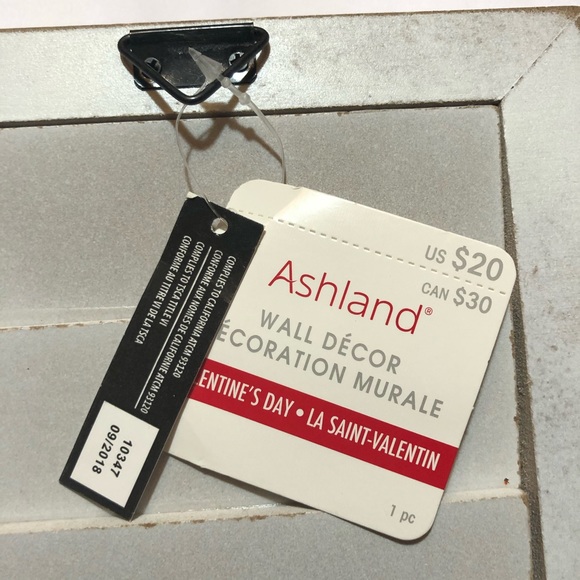 US $20
CAN $30
Ashland®
WALL DÉCOR
ÉCORATION MURALE
ENTINE'S DAY • LA SAINT-VALENTIN
1 pc
COMPLIES TO CALIFORNIA ATCM 93120
CONFORME AUX NOMES DE CALIFORNIE ATCM 93120
COMPLIES TO TSCA TITLE VI
CONFORME AU TITRE VI DE LA TSCA
10347
09/2018